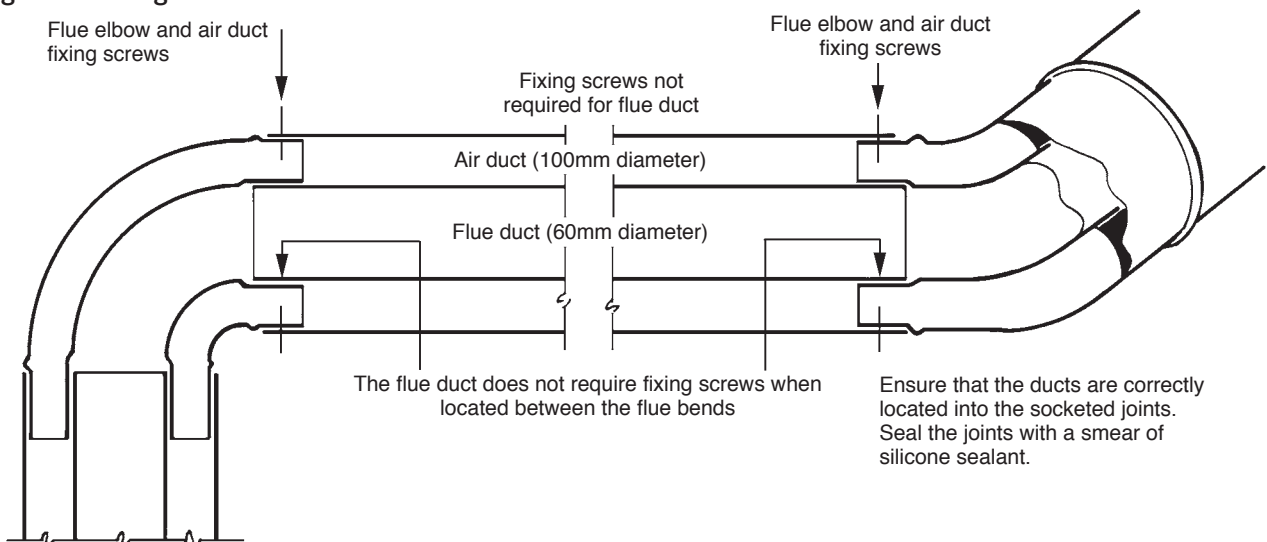 Flue elbow and air duct
fixing screws
Flue elbow and air duct
fixing screws
Fixing screws not
required for flue duct
Air duct (100mm diameter)
Flue duct (60mm diameter)
The flue duct does not require fixing screws when
located between the flue bends
Ensure that the ducts are correctly
located into the socketed joints.
Seal the joints with a smear of
silicone sealant.